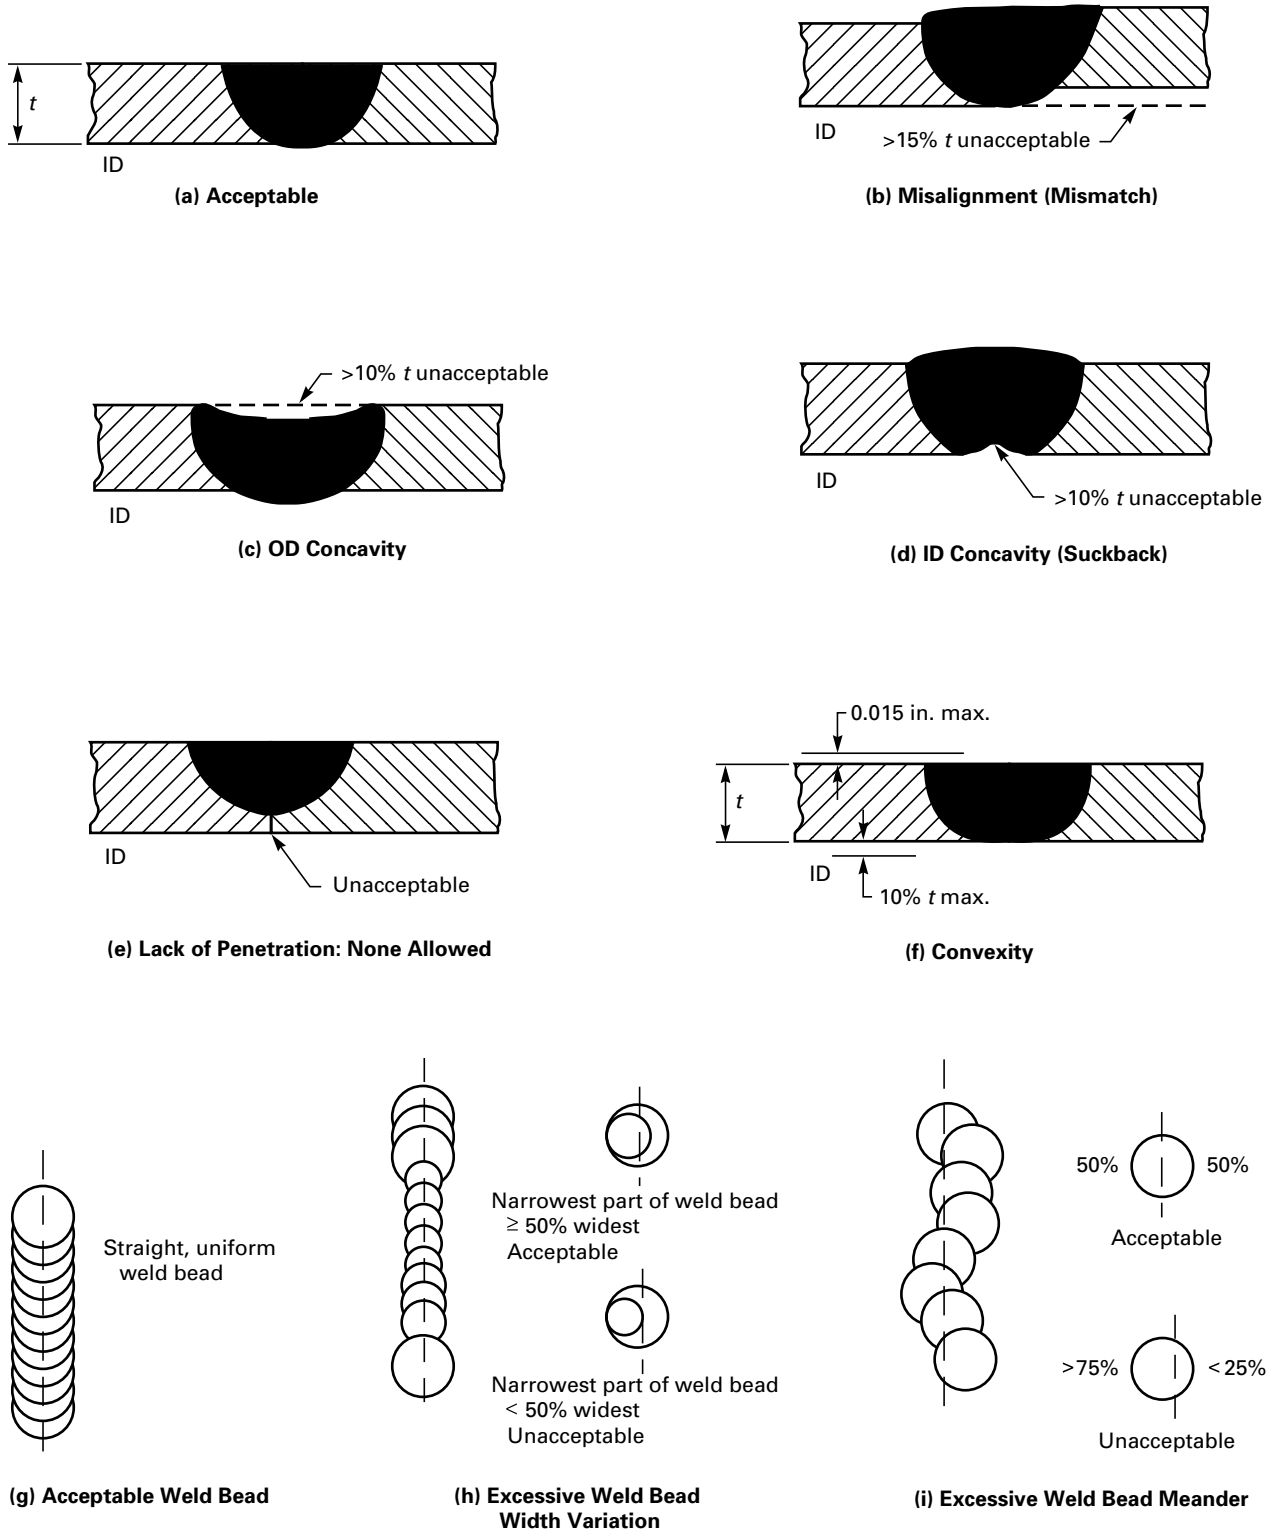 t
ID
(a) Acceptable
ID
>15% t unacceptable
(b) Misalignment (Mismatch)
>10% t unacceptable
ID
(c) OD Concavity
ID
>10% t unacceptable
(d) ID Concavity (Suckback)
ID
Unacceptable
(e) Lack of Penetration: None Allowed
0.015 in. max.
t
ID
10% t max.
(f) Convexity
Straight, uniform
weld bead
(g) Acceptable Weld Bead
Narrowest part of weld bead
≥ 50% widest
Acceptable
Narrowest part of weld bead
< 50% widest
Unacceptable
(h) Excessive Weld Bead
Width Variation
50% 50%
Acceptable
>75% <25%
Unacceptable
(i) Excessive Weld Bead Meander